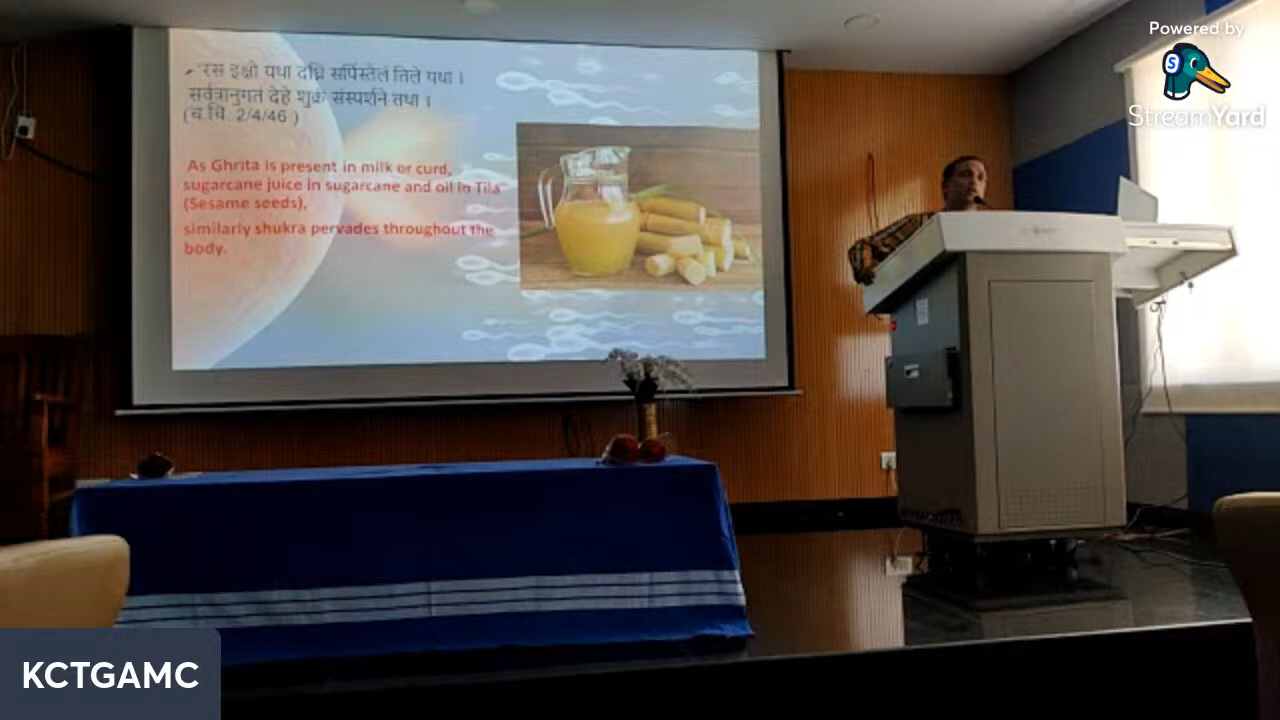 Powered by
StreamYard
रस इक्षौ यथा दध्नि सर्पिस्तैलं तिले यथा ।
सर्वत्रानुगतं देहे शुक्रं संस्पर्शने तथा ।
(च.चि 2/4/46 )
As Ghrita is present in milk or curd,
sugarcane juice in sugarcane and oil in Tila
(Sesame seeds),
similarly shukra pervades throughout the
body.
KCTGAMC